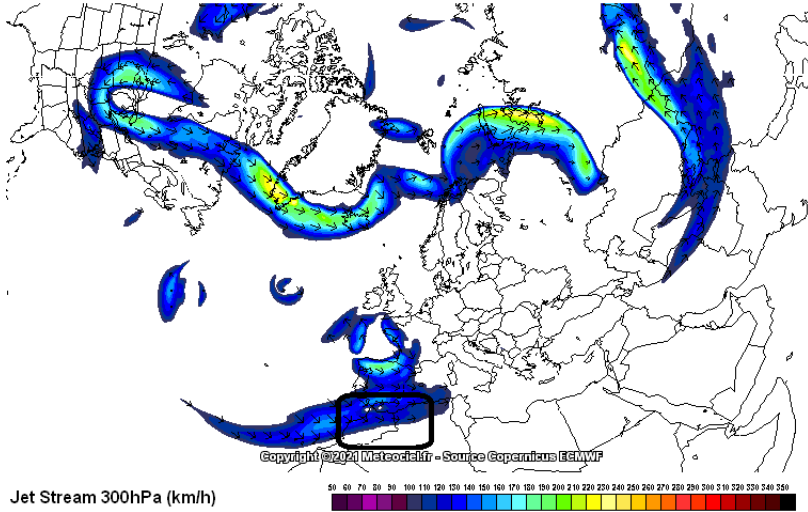 Copyright @2021 Meteociel.fr - Source Copernicus ECMWF
Jet Stream 300hPa (km/h)
50 60 70 80 90 100 110 120 130 140 150 160 170 180 190 200 210 220 230 240 250 260 270 280 290 300 310 320 330 340 350